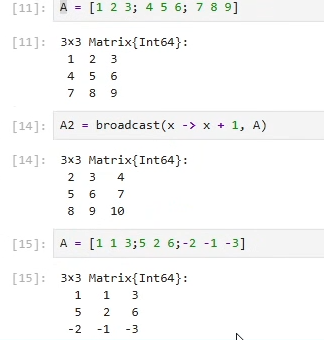 [11]: A = [1 2 3; 4 5 6; 7 8 9]
[11]: 3×3 Matrix{Int64}:
1 2 3
4 5 6
7 8 9
[14]: A2 = broadcast(x -> x + 1, A)
[14]: 3×3 Matrix{Int64}:
2 3 4
5 6 7
8 9 10
[15]: A = [1 1 3;5 2 6;-2 -1 -3]
[15]: 3×3 Matrix{Int64}:
1 1 3
5 2 6
-2 -1 -3